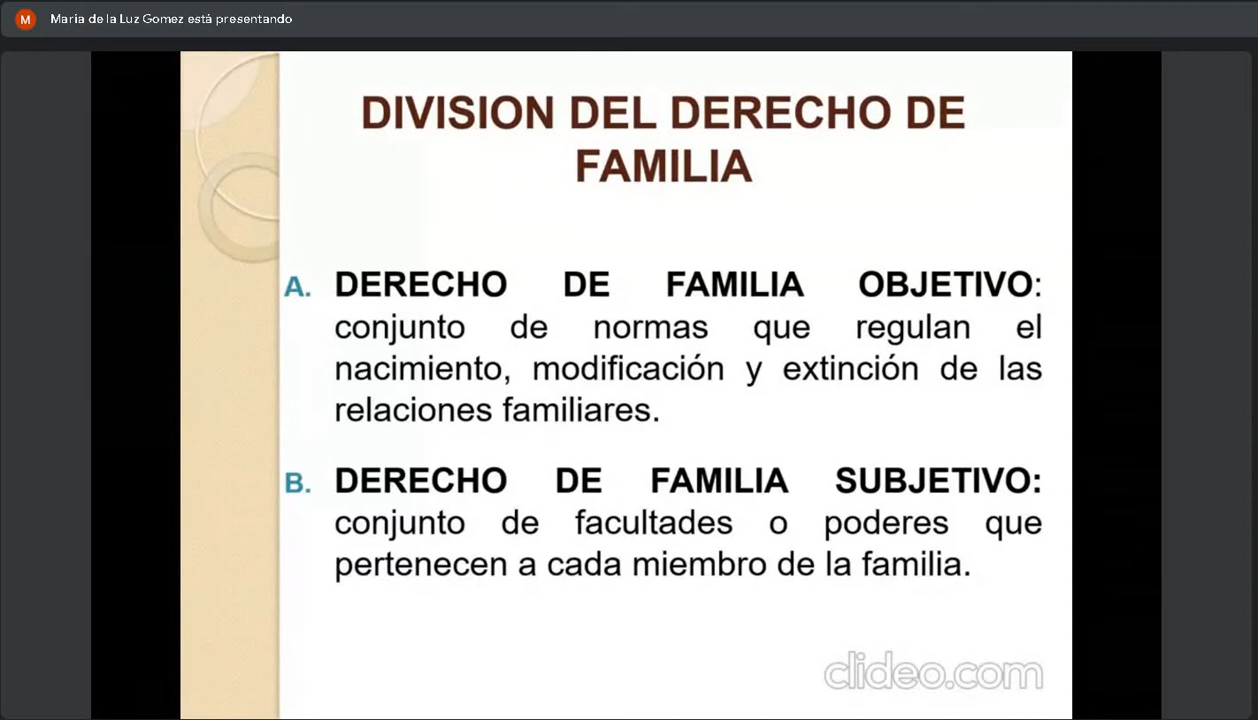 M Maria de la Luz Gomez está presentando
DIVISION DEL DERECHO DE
FAMILIA
A. DERECHO DE FAMILIA OBJETIVO:
conjunto de normas que regulan el
nacimiento, modificación y extinción de las
relaciones familiares.
B. DERECHO DE FAMILIA SUBJETIVO:
conjunto de facultades o poderes que
pertenecen a cada miembro de la familia.
clideo.com